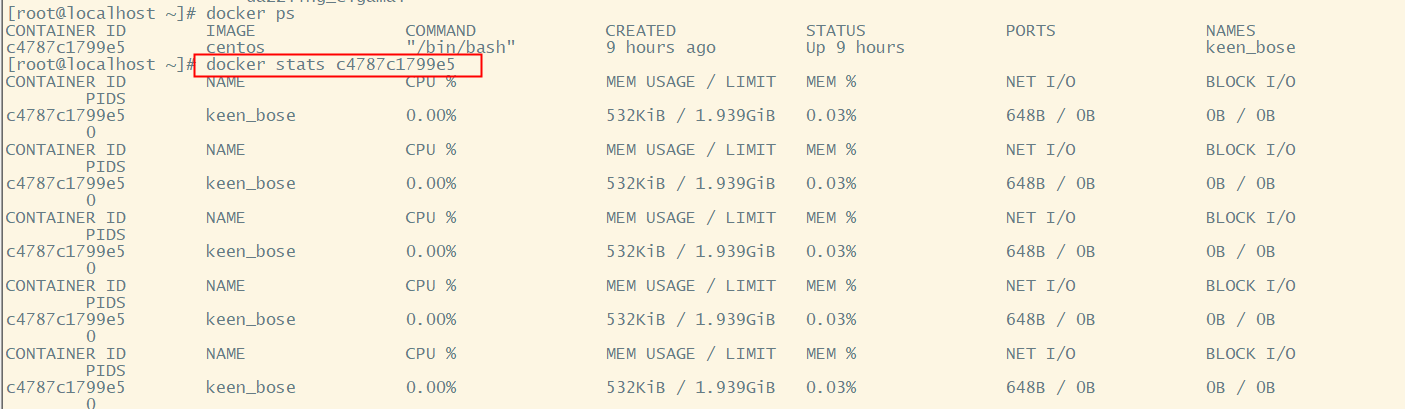 [root@localhost ~]# docker ps
CONTAINER ID IMAGE COMMAND CREATED STATUS PORTS NAMES
c4787c1799e5 centos "/bin/bash" 9 hours ago Up 9 hours keen_bose
[root@localhost ~]# docker stats c4787c1799e5
CONTAINER ID NAME CPU % MEM USAGE / LIMIT MEM % NET I/O BLOCK I/O
PIDS
c4787c1799e5 keen_bose 0.00% 532KiB / 1.939GiB 0.03% 648B / 0B 0B / 0B
0
CONTAINER ID NAME CPU % MEM USAGE / LIMIT MEM % NET I/O BLOCK I/O
PIDS
c4787c1799e5 keen_bose 0.00% 532KiB / 1.939GiB 0.03% 648B / 0B 0B / 0B
0
CONTAINER ID NAME CPU % MEM USAGE / LIMIT MEM % NET I/O BLOCK I/O
PIDS
c4787c1799e5 keen_bose 0.00% 532KiB / 1.939GiB 0.03% 648B / 0B 0B / 0B
0
CONTAINER ID NAME CPU % MEM USAGE / LIMIT MEM % NET I/O BLOCK I/O
PIDS
c4787c1799e5 keen_bose 0.00% 532KiB / 1.939GiB 0.03% 648B / 0B 0B / 0B
0
CONTAINER ID NAME CPU % MEM USAGE / LIMIT MEM % NET I/O BLOCK I/O
PIDS
c4787c1799e5 keen_bose 0.00% 532KiB / 1.939GiB 0.03% 648B / 0B 0B / 0B
0